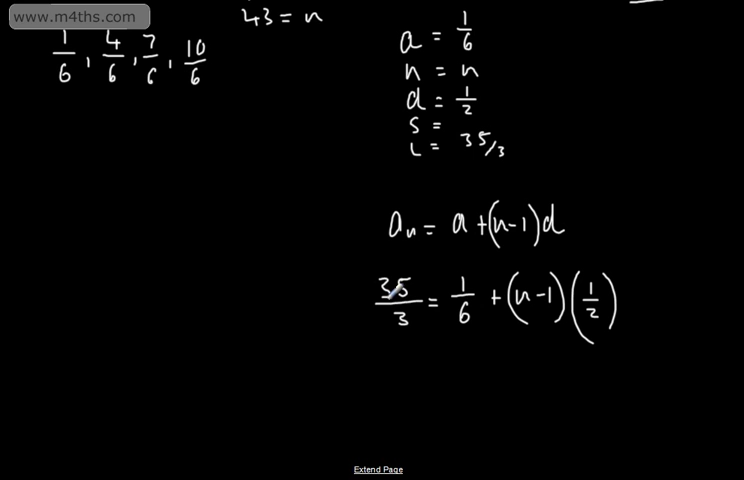 www.m4ths.com
43 = n
1/6 , 4/6 , 7/6 , 10/6
a = 1/6
n = n
d = 1/2
s =
L = 35/3
aₙ = a + (n-1)d
35/3 = 1/6 + (n-1)(1/2)
Extend Page